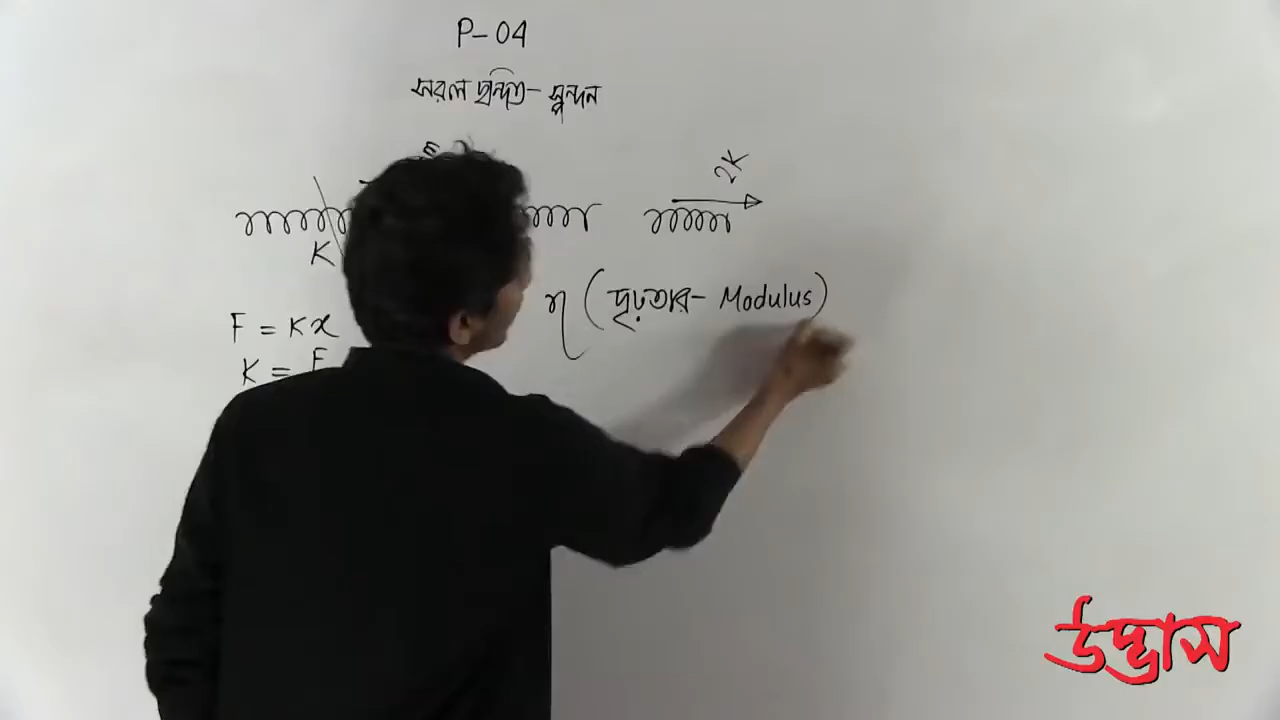 P-04
সরল ছন্দিত স্পন্দন
2K
K
η (দৃঢ়তার Modulus)
F = Kx
K = F
উদ্ভাস